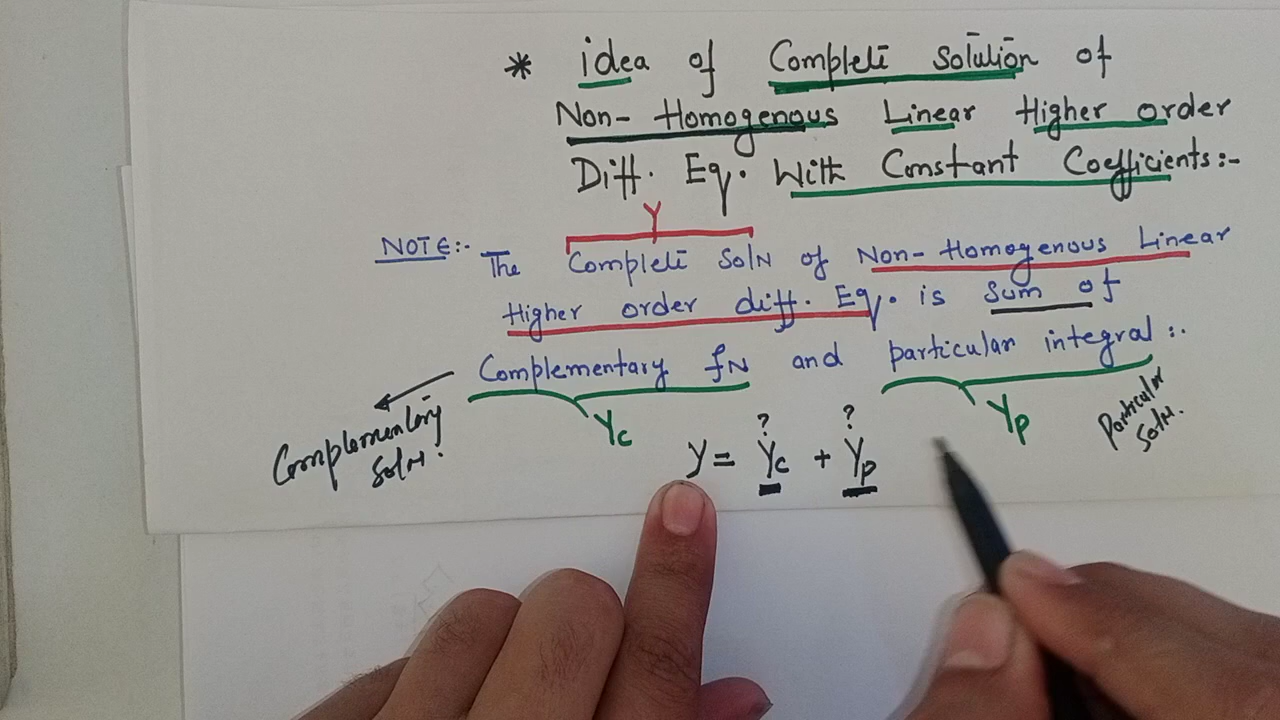 * idea of Complete Solution of
Non-Homogenous Linear Higher order
Diff. Eq. With Constant Coefficients:-
Y
NOTE:- The Complete SolN of Non-Homogenous Linear
Higher order diff. Eq. is Sum of
Complementary fN and particular integral:.
Complementary SolN.
Yc
Yp
Particular SolN.
? ?
y = Yc + Yp